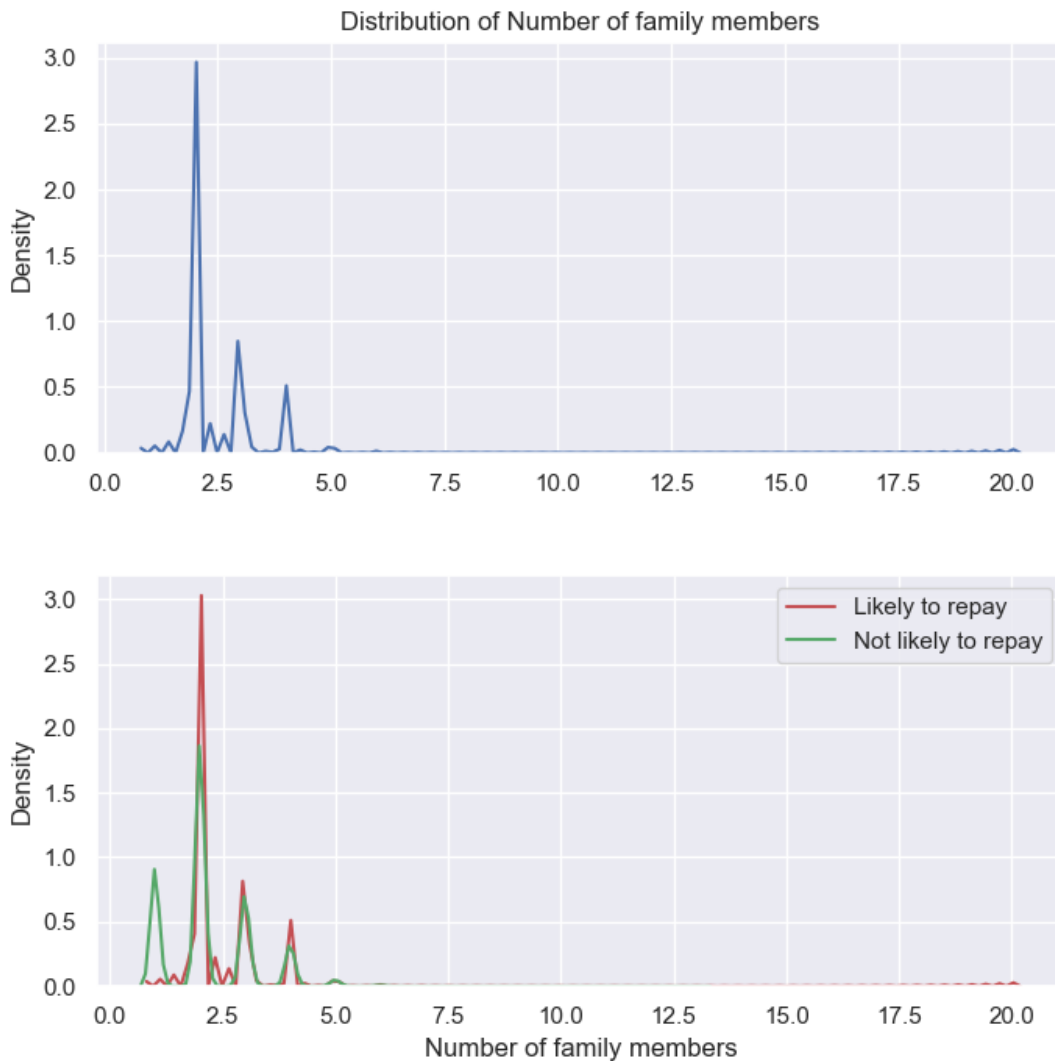 Distribution of Number of family members
3.0
2.5
2.0
1.5
1.0
0.5
0.0
Density
0.0 2.5 5.0 7.5 10.0 12.5 15.0 17.5 20.0
Likely to repay
Not likely to repay
3.0
2.5
2.0
1.5
1.0
0.5
0.0
Density
0.0 2.5 5.0 7.5 10.0 12.5 15.0 17.5 20.0
Number of family members